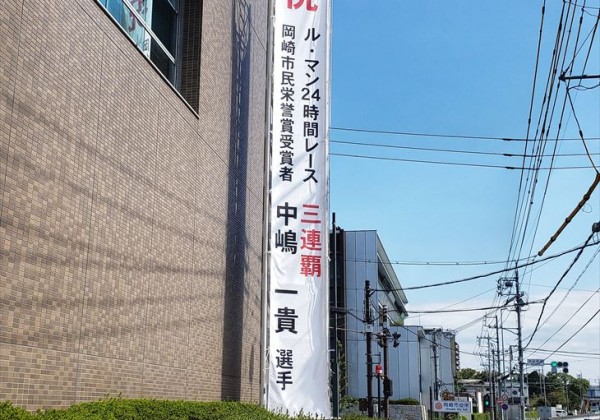 祝
ル・マン24時間レース 三連覇
岡崎市民栄誉賞受賞者 中嶋 一貴 選手